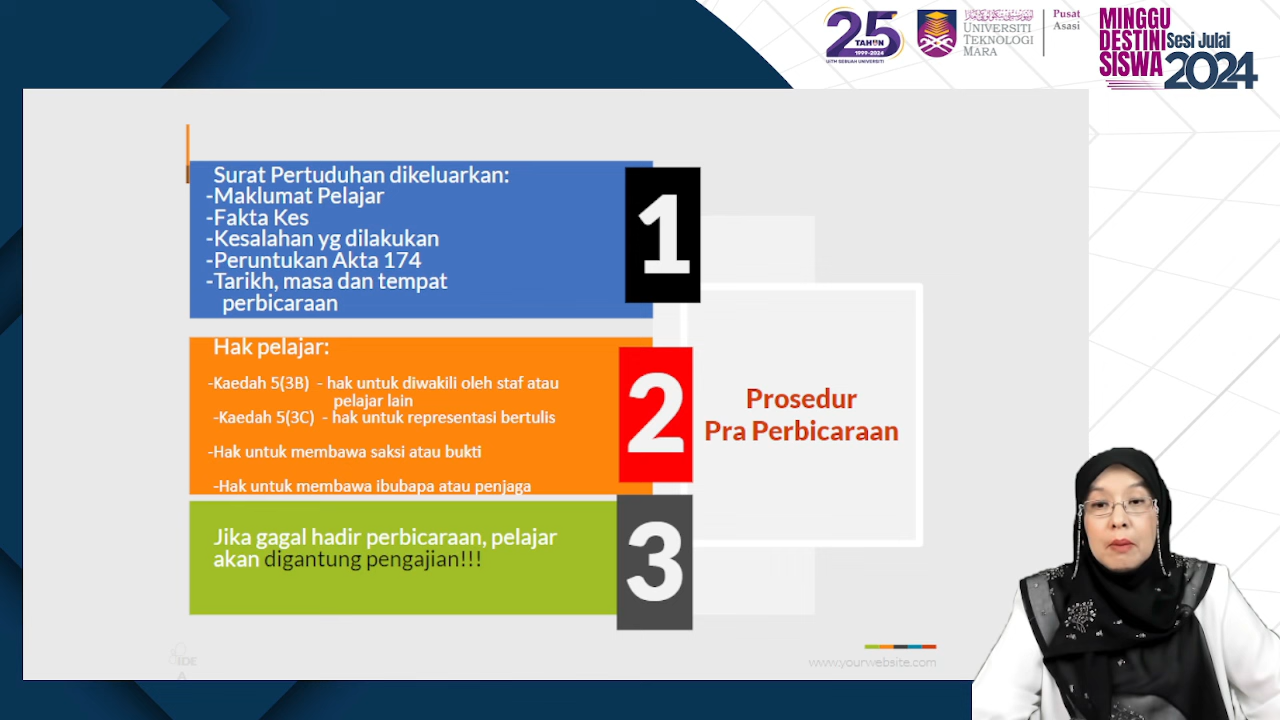 25
TAHUN
1999-2024
UiTM SEBUAH UNIVERSITI
UNIVERSITI
TEKNOLOGI
MARA
Pusat
Asasi
MINGGU
DESTINI
SISWA
Sesi Julai
2024
Surat Pertuduhan dikeluarkan:
-Maklumat Pelajar
-Fakta Kes
-Kesalahan yg dilakukan
-Peruntukan Akta 174
-Tarikh, masa dan tempat
perbicaraan
1
Hak pelajar:
-Kaedah 5(3B) - hak untuk diwakili oleh staf atau
pelajar lain
-Kaedah 5(3C) - hak untuk representasi bertulis
-Hak untuk membawa saksi atau bukti
-Hak untuk membawa ibubapa atau penjaga
2
Jika gagal hadir perbicaraan, pelajar
akan digantung pengajian!!!
3
Prosedur
Pra Perbicaraan
IDE
A
www.yourwebsite.com